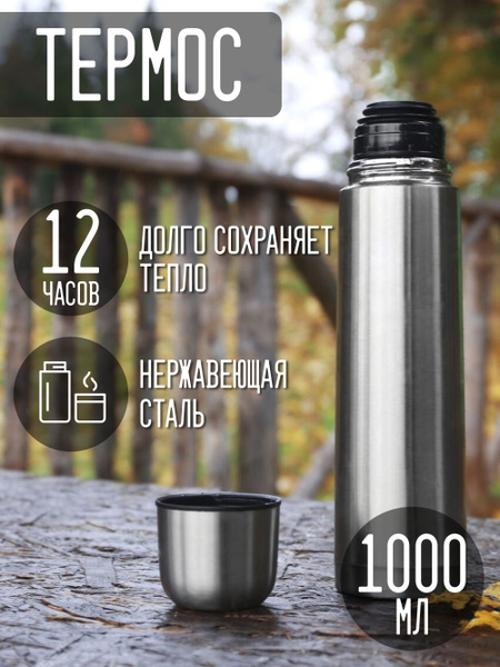 ТЕРМОС
12
ЧАСОВ
ДОЛГО СОХРАНЯЕТ
ТЕПЛО
НЕРЖАВЕЮЩАЯ
СТАЛЬ
1000
МЛ